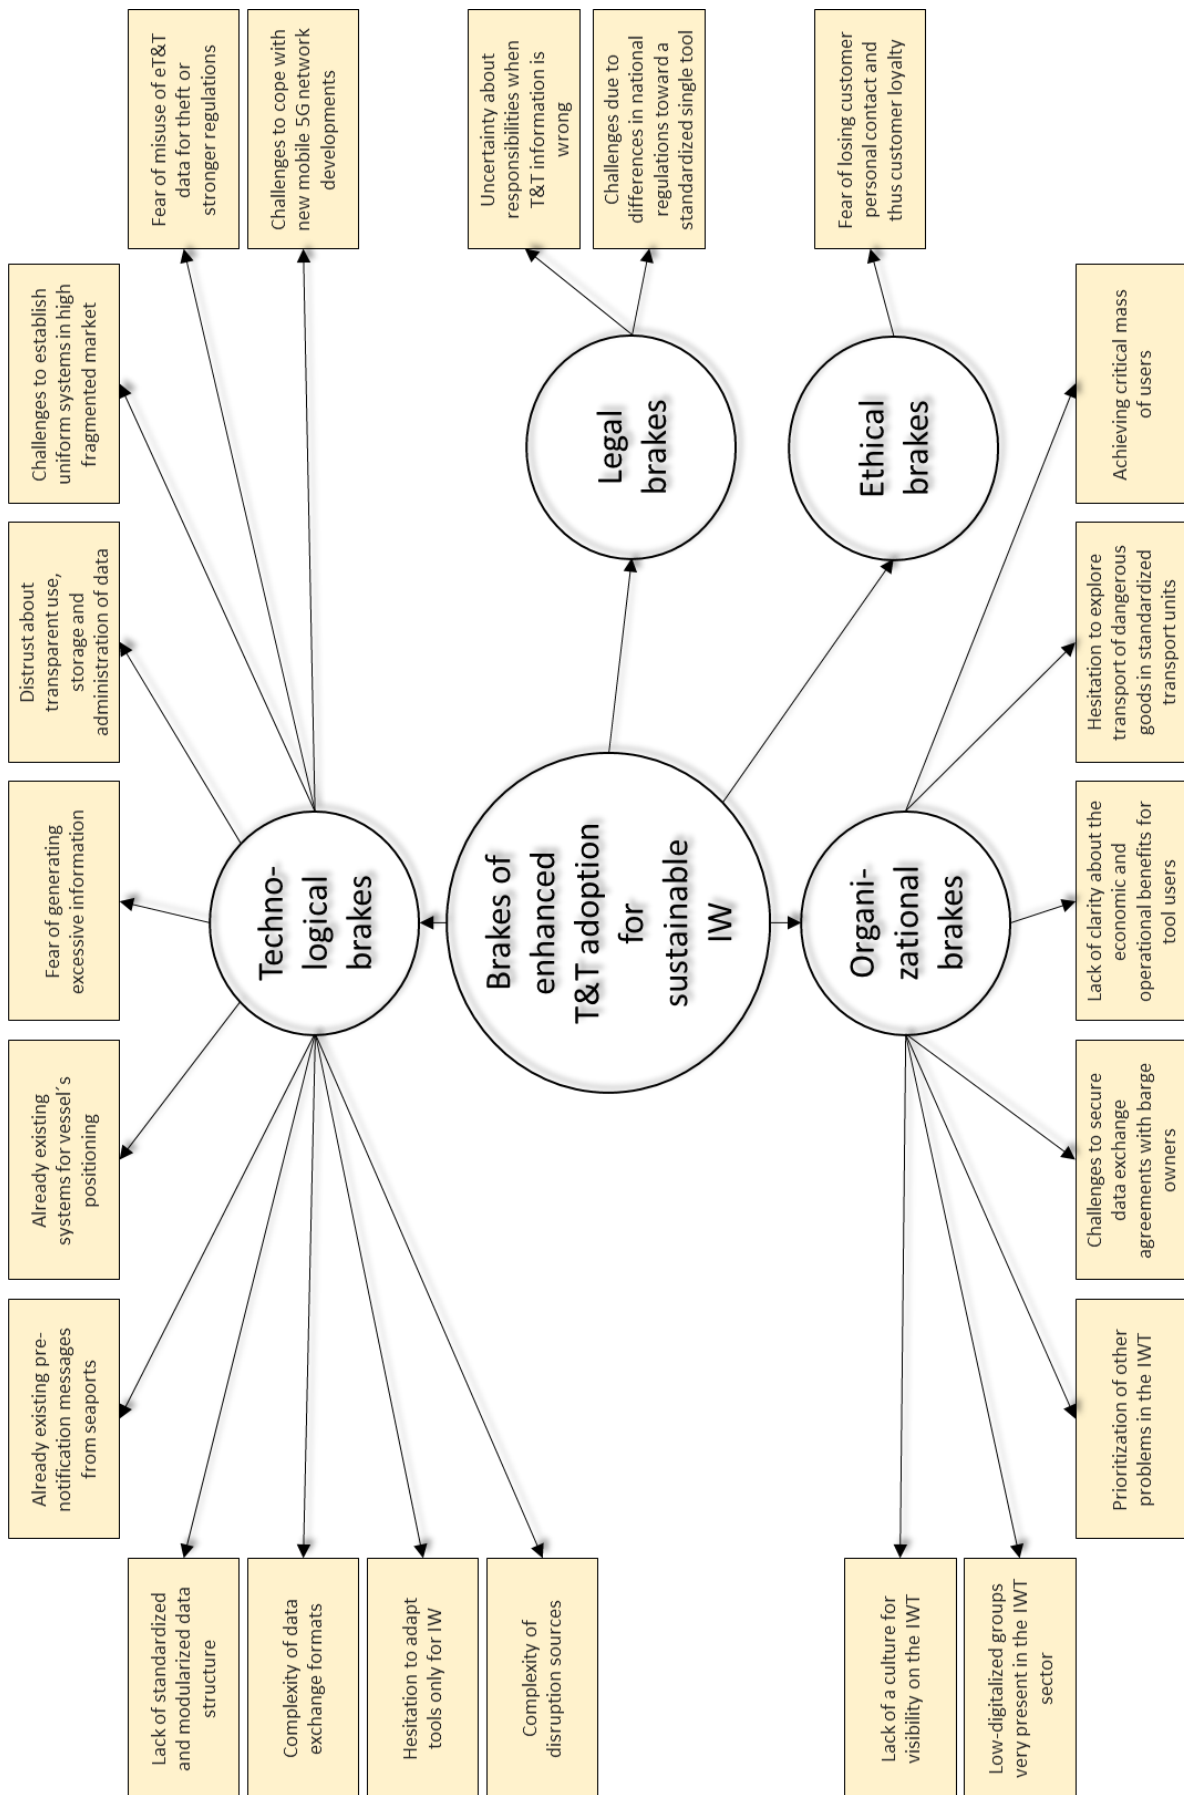 Already existing pre-
notification messages
from seaports
Already existing
systems for vessel´s
positioning
Fear of generating
excessive information
Distrust about
transparent use,
storage and
administration of data
Challenges to establish
uniform systems in high
fragmented market
Lack of standardized
and modularized data
structure
Complexity of data
exchange formats
Hesitation to adapt
tools only for IW
Complexity of
disruption sources
Fear of misuse of eT&T
data for theft or
stronger regulations
Challenges to cope with
new mobile 5G network
developments
Techno-
logical
brakes
Brakes of
enhanced
T&T adoption
for
sustainable
IW
Legal
brakes
Uncertainty about
responsibilities when
T&T information is
wrong
Challenges due to
differences in national
regulations toward a
standardized single tool
Ethical
brakes
Fear of losing customer
personal contact and
thus customer loyalty
Organi-
zational
brakes
Lack of a culture for
visibility on the IWT
Low-digitalized groups
very present in the IWT
sector
Prioritization of other
problems in the IWT
Challenges to secure
data exchange
agreements with barge
owners
Lack of clarity about the
economic and
operational benefits for
tool users
Hesitation to explore
transport of dangerous
goods in standardized
transport units
Achieving critical mass
of users